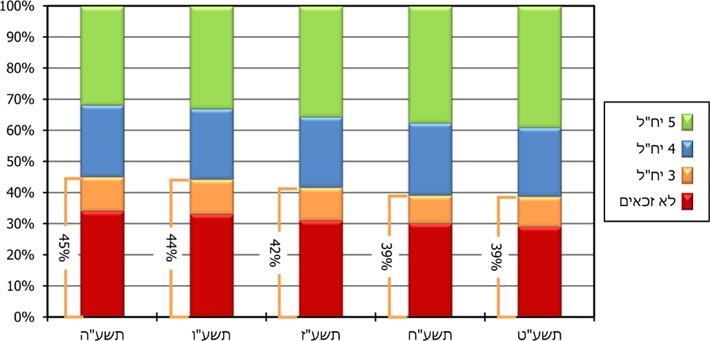 100%
90%
80%
70%
60%
50%
40%
30%
20%
10%
0%
45%
44%
42%
39%
39%
תשע"ה
תשע"ו
תשע"ז
תשע"ח
תשע"ט
5 יח"ל
4 יח"ל
3 יח"ל
לא זכאים